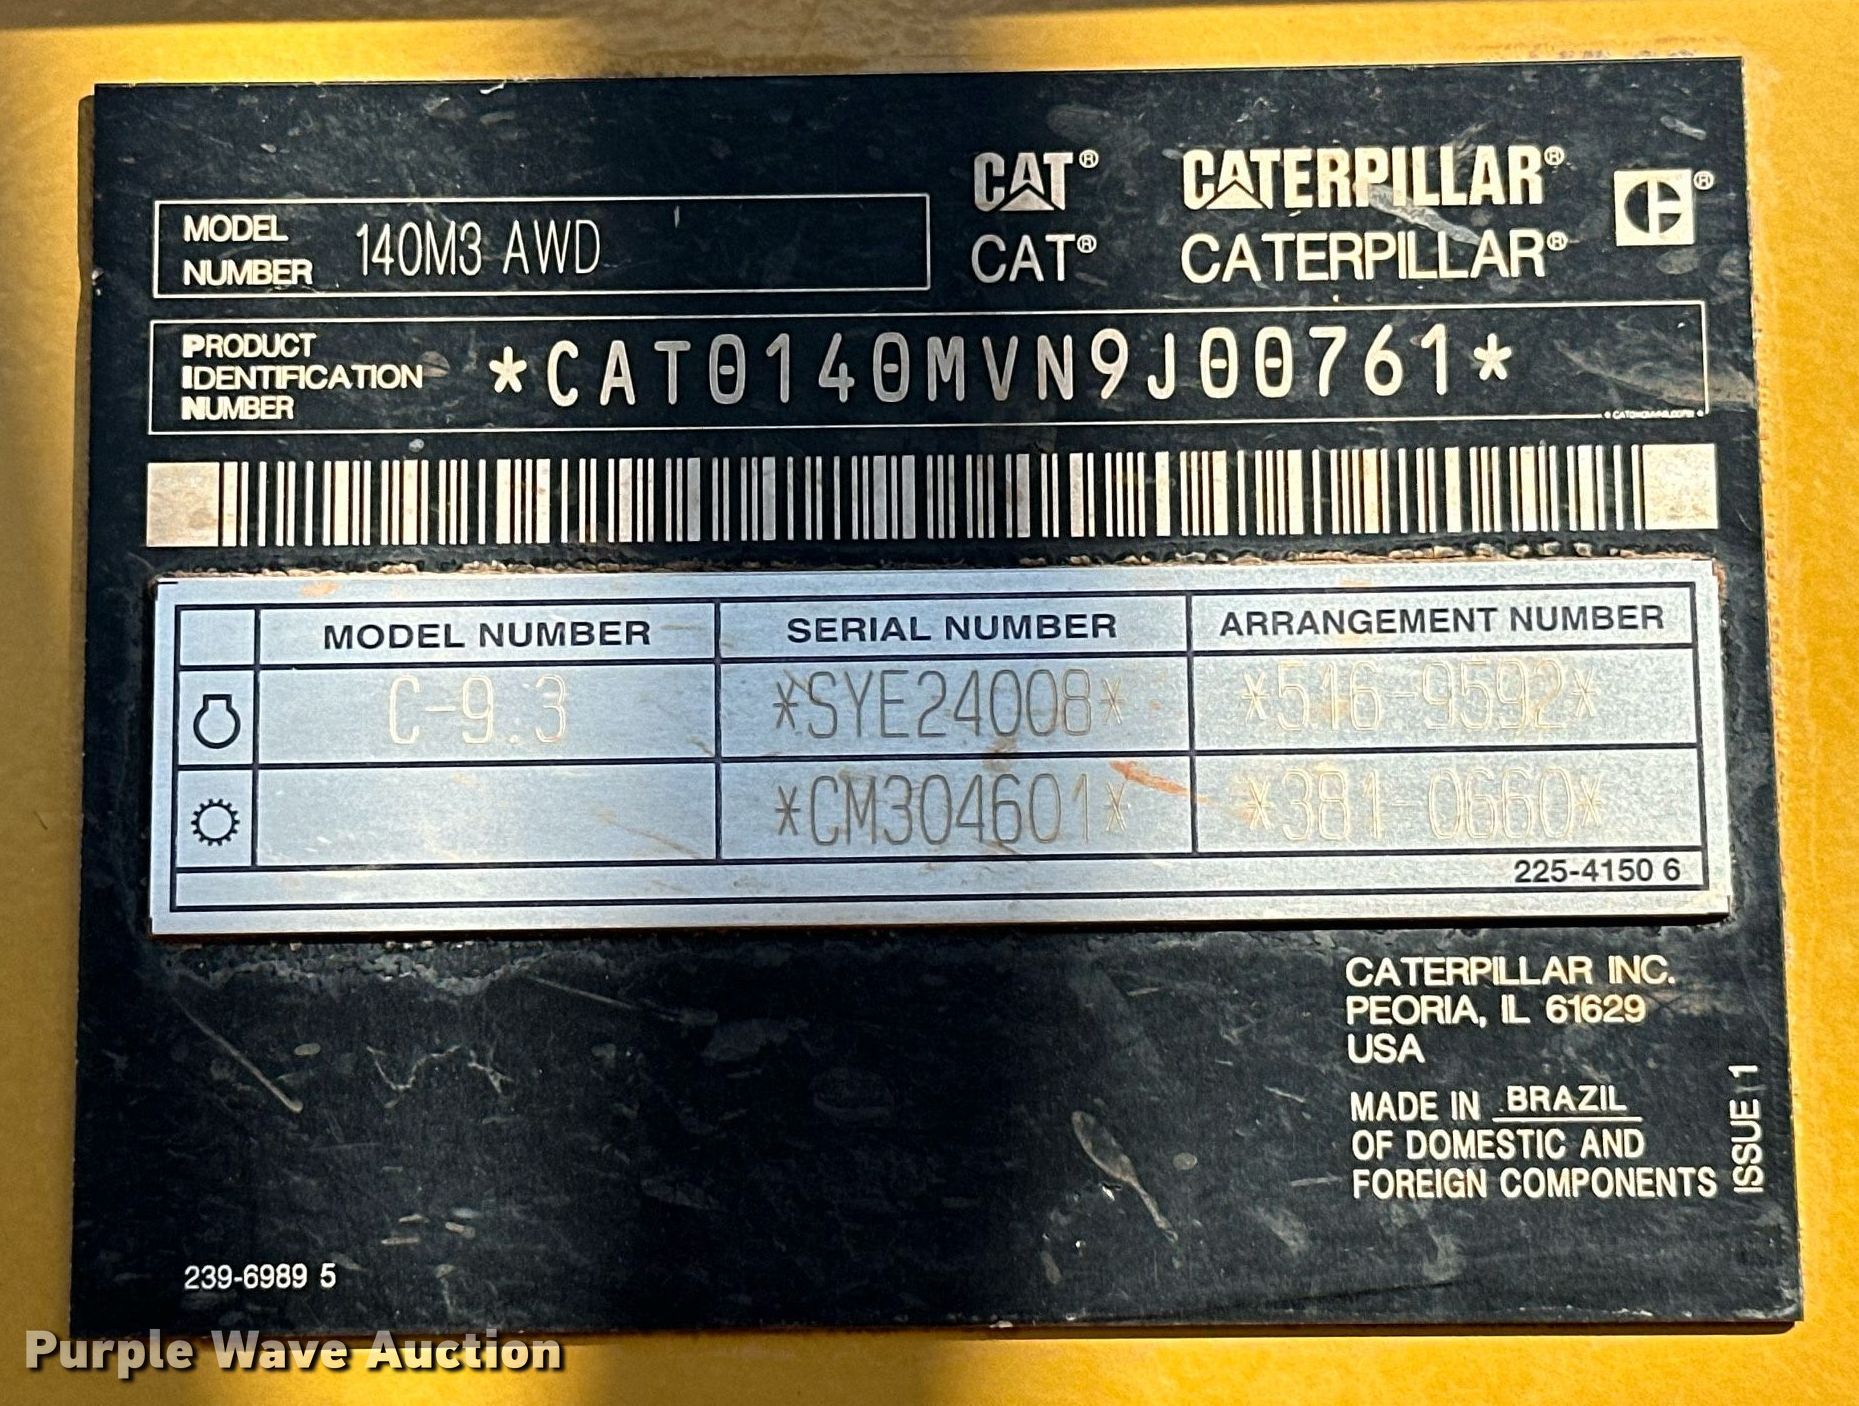 CAT® CATERPILLAR®
CAT® CATERPILLAR®
MODEL NUMBER 140M3 AWD
PRODUCT IDENTIFICATION NUMBER *CAT0140MVN9J00761*
MODEL NUMBER SERIAL NUMBER ARRANGEMENT NUMBER
C-9.3 *SYE24008* *516-9592*
*CM304601* *381-0660*
225-4150 6
CATERPILLAR INC.
PEORIA, IL 61629
USA
MADE IN BRAZIL
OF DOMESTIC AND
FOREIGN COMPONENTS
ISSUE 1
239-6989 5
Purple Wave Auction